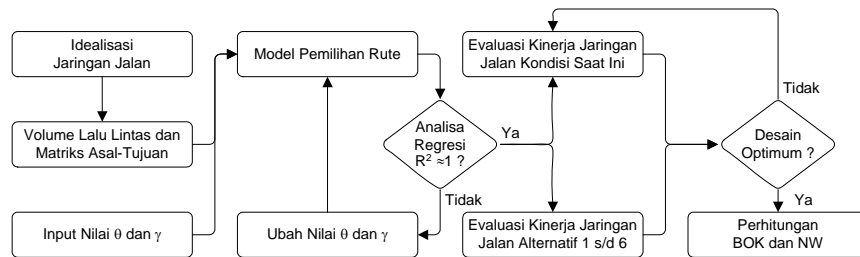 Idealisasi
Jaringan Jalan
Volume Lalu Lintas dan
Matriks Asal-Tujuan
Input Nilai θ dan γ
Model Pemilihan Rute
Analisa
Regresi
R² ≈1 ?
Ya
Tidak
Ubah Nilai θ dan γ
Evaluasi Kinerja Jaringan
Jalan Kondisi Saat Ini
Evaluasi Kinerja Jaringan
Jalan Alternatif 1 s/d 6
Tidak
Desain
Optimum ?
Ya
Perhitungan
BOK dan NW